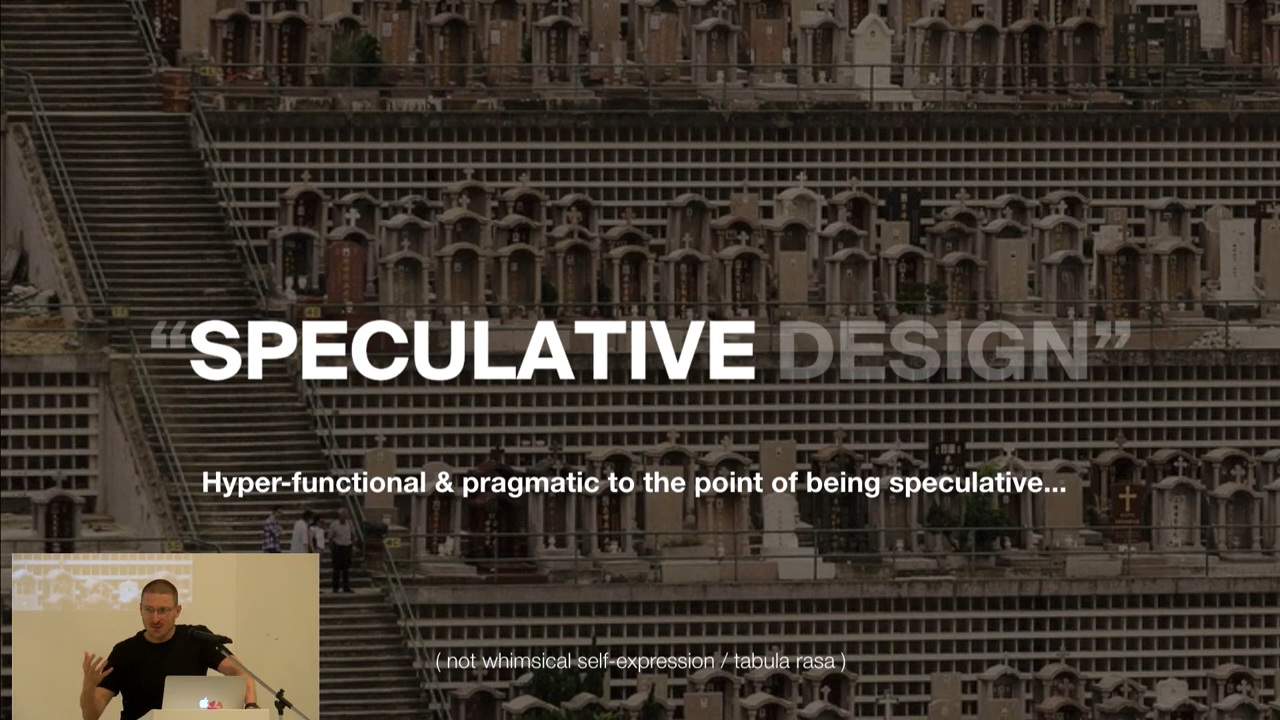 “SPECULATIVE DESIGN”
Hyper-functional & pragmatic to the point of being speculative...
( not whimsical self-expression / tabula rasa )